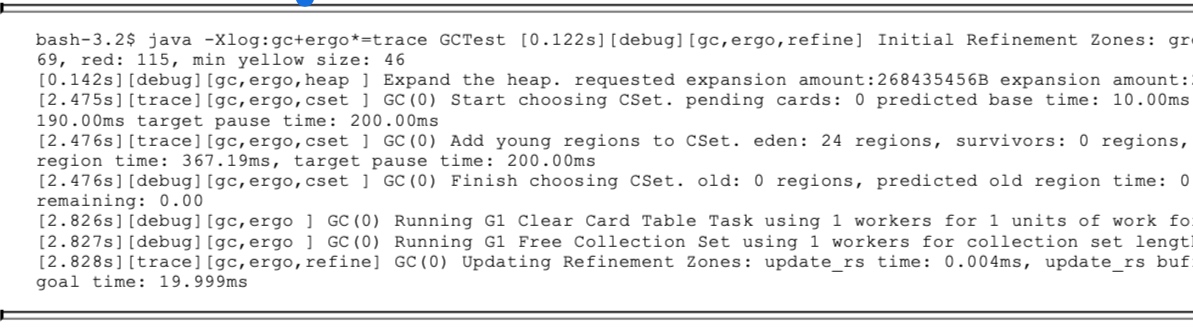 bash-3.2$ java -Xlog:gc+ergo*=trace GCTest [0.122s][debug][gc,ergo,refine] Initial Refinement Zones:
69, red: 115, min yellow size: 46
[0.142s][debug][gc,ergo,heap ] Expand the heap. requested expansion amount:268435456B expansion amount:
[2.475s][trace][gc,ergo,cset ] GC(0) Start choosing CSet. pending cards: 0 predicted base time: 10.00ms
190.00ms target pause time: 200.00ms
[2.476s][trace][gc,ergo,cset ] GC(0) Add young regions to CSet. eden: 24 regions, survivors: 0 regions,
region time: 367.19ms, target pause time: 200.00ms
[2.476s][debug][gc,ergo,cset ] GC(0) Finish choosing CSet. old: 0 regions, predicted old region time: 0
remaining: 0.00
[2.826s][debug][gc,ergo ] GC(0) Running G1 Clear Card Table Task using 1 workers for 1 units of work
[2.827s][debug][gc,ergo ] GC(0) Running G1 Free Collection Set using 1 workers for collection set
[2.828s][trace][gc,ergo,refine] GC(0) Updating Refinement Zones: update_rs time: 0.004ms, update_rs
goal time: 19.999ms